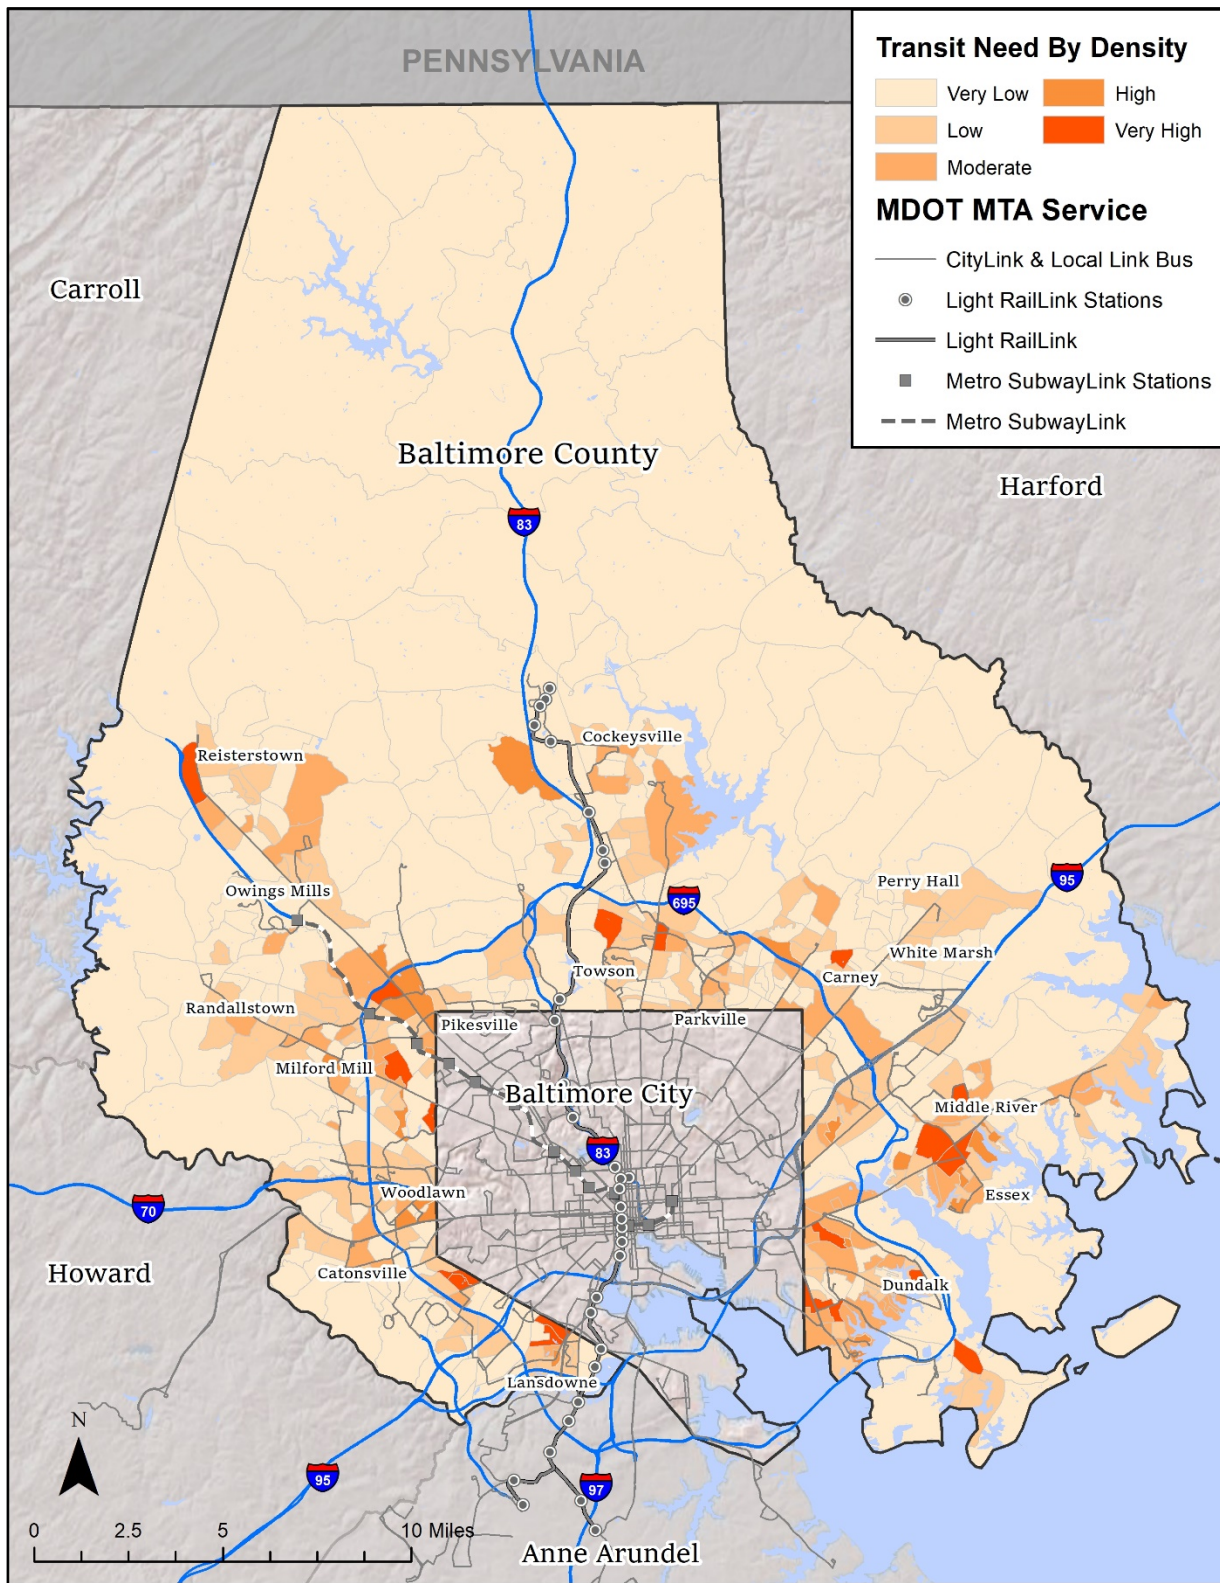 PENNSYLVANIA
Transit Need By Density
Very Low
High
Low
Very High
Moderate
MDOT MTA Service
CityLink & Local Link Bus
Light RailLink Stations
Light RailLink
Metro SubwayLink Stations
Metro SubwayLink
Carroll
Baltimore County
Harford
83
Cockeysville
Reisterstown
Owings Mills
Perry Hall
95
695
White Marsh
Towson
Carney
Randallstown
Pikesville
Parkville
Milford Mill
Baltimore City
Middle River
83
Woodlawn
Essex
70
Howard
Catonsville
Dundalk
Lansdowne
N
95
97
0
2.5
5
10 Miles
Anne Arundel